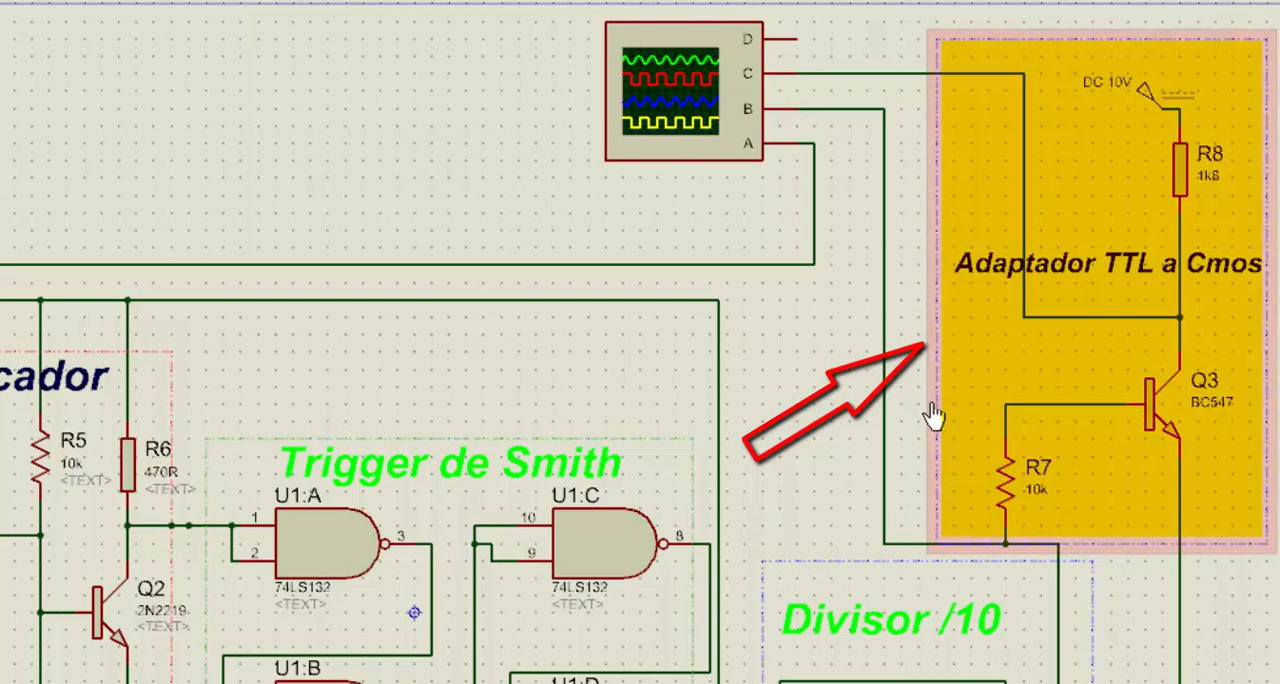 D
C
B
A
DC 10V
R8
1k8
Adaptador TTL a Cmos
Q3
BC547
R7
10k
cador
R5
10k
<TEXT>
R6
470R
<TEXT>
Trigger de Smith
U1:A
1
2
3
74LS132
<TEXT>
U1:C
10
9
8
74LS132
<TEXT>
Q2
2N2219
<TEXT>
Divisor /10
U1:B
U1:D